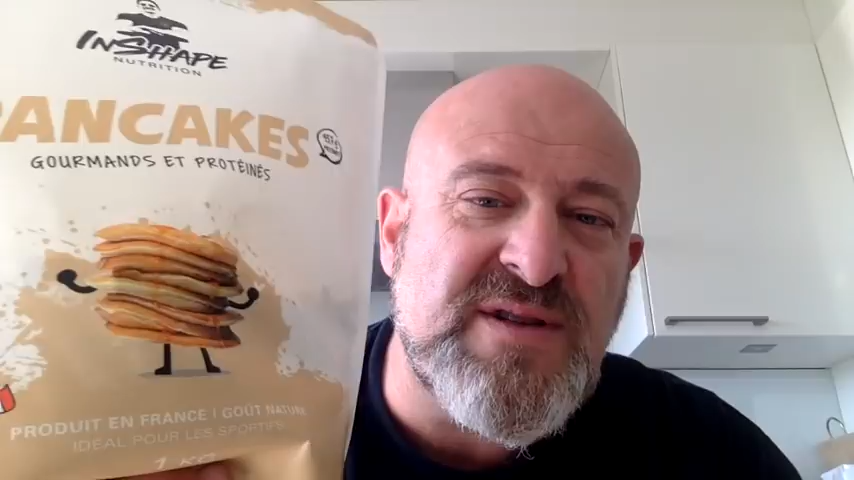 INSHAPE
NUTRITION
PANCAKES
GOURMANDS ET PROTÉINÉS
PRODUIT EN FRANCE | GOÛT NATURE
IDÉAL POUR LES SPORTIFS
1 KG